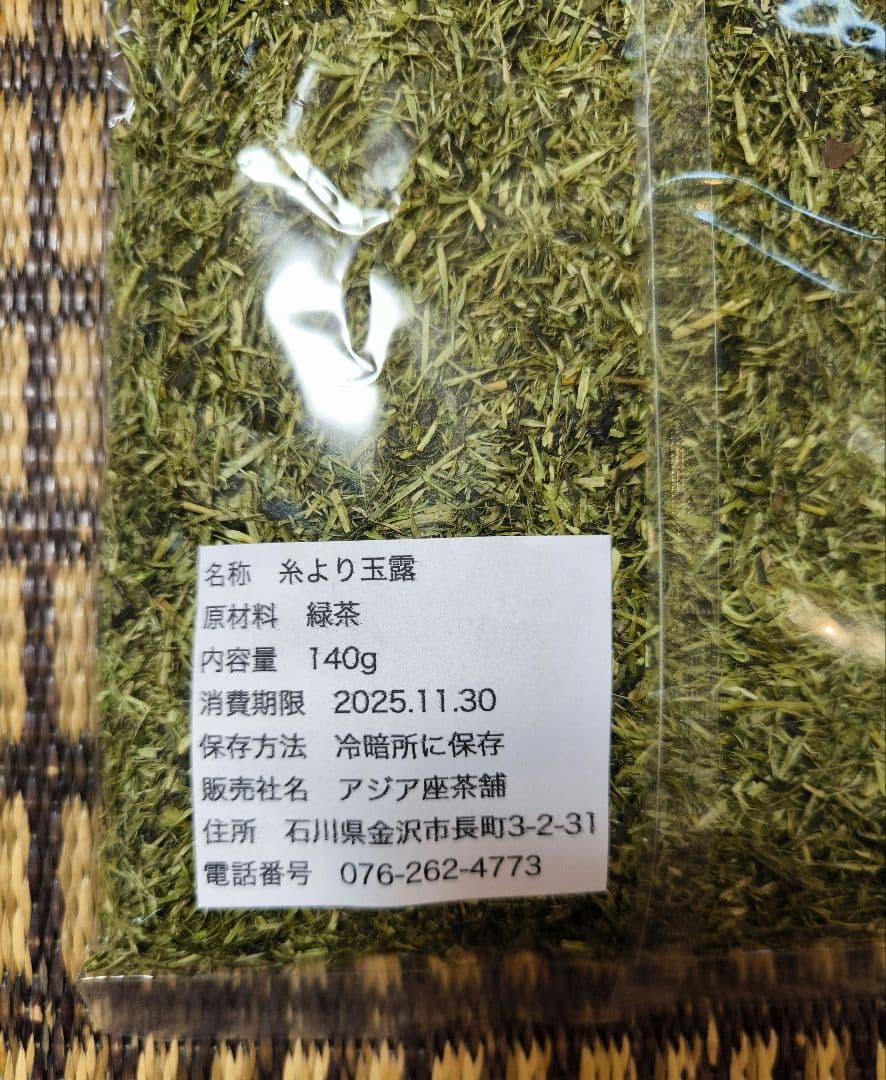 名称　糸より玉露
原材料　緑茶
内容量　140g
消費期限　2025.11.30
保存方法　冷暗所に保存
販売社名　アジア座茶舗
住所　石川県金沢市長町3-2-31
電話番号　076-262-4773